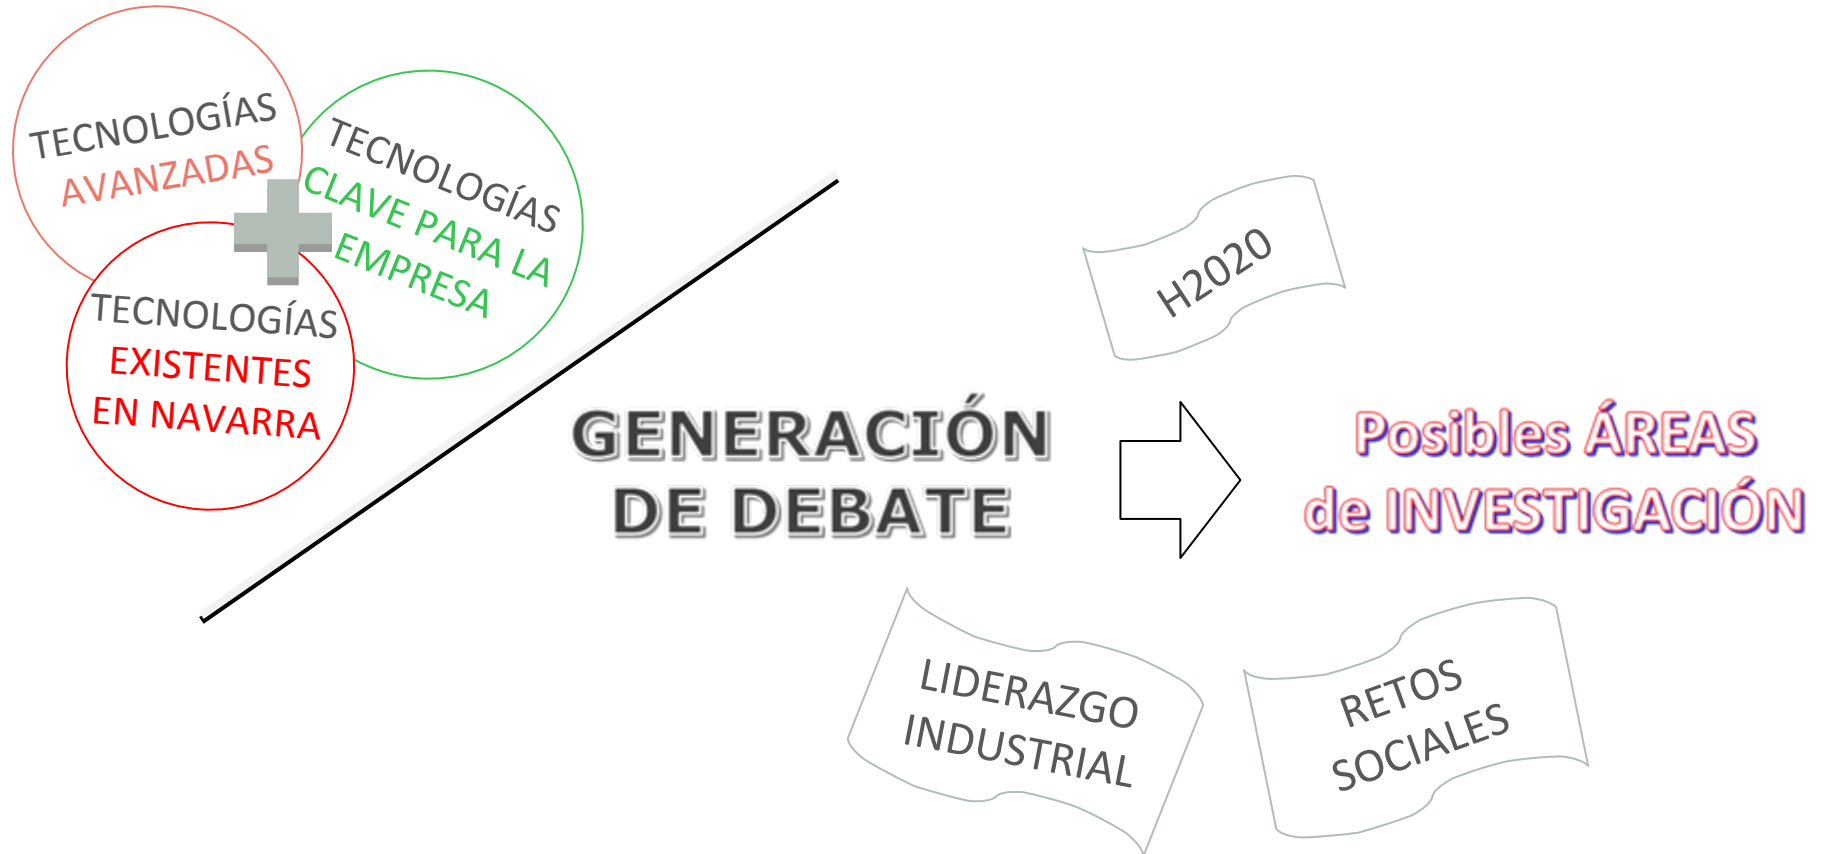 TECNOLOGÍAS
AVANZADAS
TECNOLOGÍAS
CLAVE PARA LA
EMPRESA
TECNOLOGÍAS
EXISTENTES
EN NAVARRA
H2020
GENERACIÓN
DE DEBATE
Posibles ÁREAS
de INVESTIGACIÓN
LIDERAZGO
INDUSTRIAL
RETOS
SOCIALES